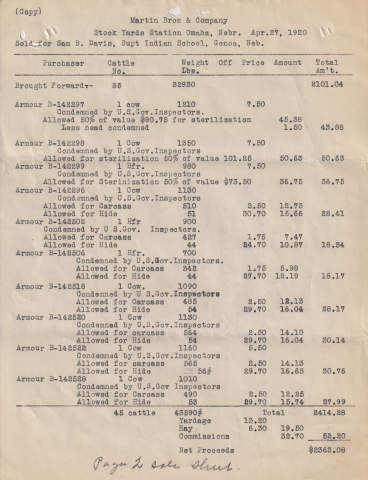 (Copy)
Martin Bros & Company
Stock Yards Station Omaha, Nebr. Apr.27, 1920
Sold for Sam B. Davis, Supt Indian School, Genoa, Neb.
Purchaser Cattle Weight Off Price Amount Total
No. Lbs. Am't.
Brought Forward-- 35 32930 2101.04
Armour B-142297 1 cow 1210 7.50
Condemned by U.S.Gov.Inspectors.
Allowed 50% of value @90.75 for sterilization 45.38
Less head condemned 1.50 43.88
Armour B-142298 1 cow 1350 7.50
Condemned by U.S.Gov.Inspectors
Allowed for sterilization 50% of value 101.25 50.63 50.63
Armour B-142299 1 Hfr. 980 7.50
Condemned by U.S.Gov.Inspectors
Allowed for Sterinization 50% of value $73.50 36.75 36.75
Armour B-142296 1 Cow 1130
Condemned by U.S.Gov.Inspectors
Allowed for Carcass 510 2.50 12.75
Allowed for Hide 51 30.70 15.66 28.41
Armour B-142502 1 Hfr 900
Condemned by U.S.Gov. Inspectors.
Allowed for Carcass 427 1.75 7.47
Allowed for Hide 44 24.70 10.87 18.34
Armour B-142506 1 Hfr. 700
Condemned by U.S.Gov.Inspectors
Allowed for Carcass 342 1.75 5.98
Allowed for Hide 44 27.70 12.19 18.17
Armour B-142518 1 Cow. 1090
Condemned by U.S.Gov.Inspectors
Allowed for Carcass 485 2.50 12.13
Allowed for Hide 54 29.70 16.04 28.17
Armour B-142520 1 Cow 1130
Condemned by U.S.Gov.Inspectors
Allowed for carcass 564 2.50 14.10
Allowed for Hide 54 29.70 16.04 30.14
Armour B-142522 1 Cow 1160 5.50
Condemned by U.S.Gov.Inspectors
Allowed for carcass 565 2.50 14.13
Allowed for Hide 56# 29.70 16.63 30.76
Armour B-142528 1 Cow 1010
Condemned by U.S.Gov Inspectors
Allowed for Carcass 490 2.50 12.25
Allowed for Hide 53 29.70 15.74 27.99
45 cattle 43590# Total 2414.28
Yardage 13.20
Hay 6.30 19.50
Commissions 32.70 52.20
Net Proceeds $2362.08
Page 2 Sale Sheet.